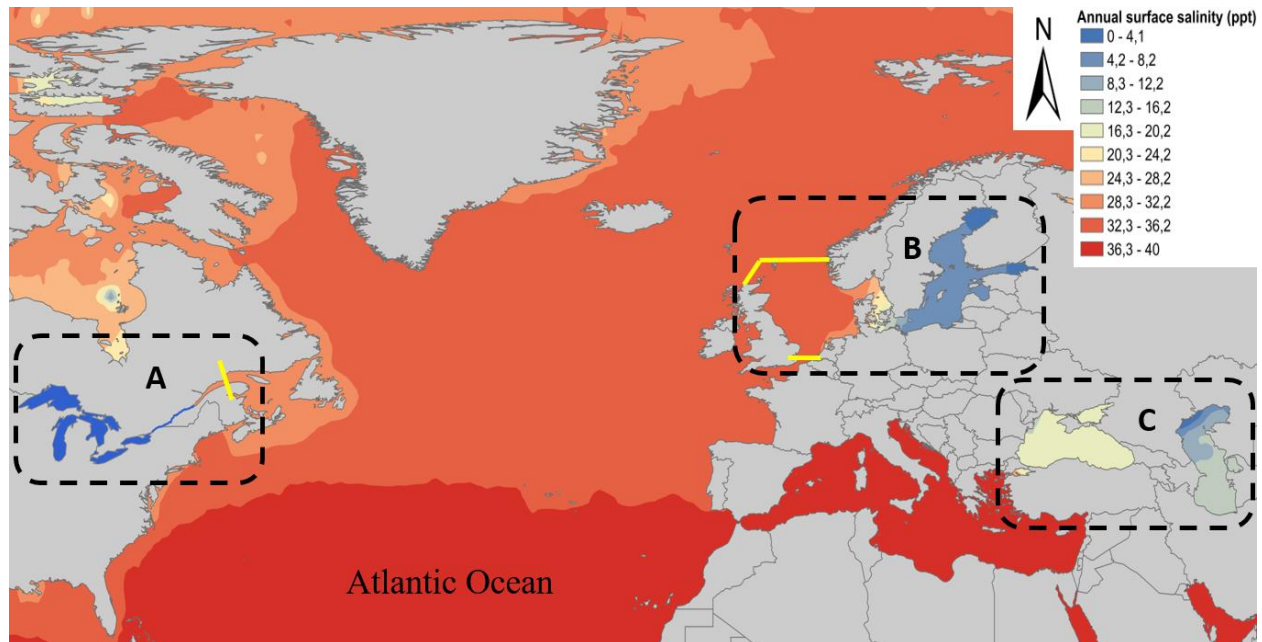 Annual surface salinity (ppt)
0 - 4,1
4,2 - 8,2
8,3 - 12,2
12,3 - 16,2
16,3 - 20,2
20,3 - 24,2
24,3 - 28,2
28,3 - 32,2
32,3 - 36,2
36,3 - 40
N
B
A
C
Atlantic Ocean